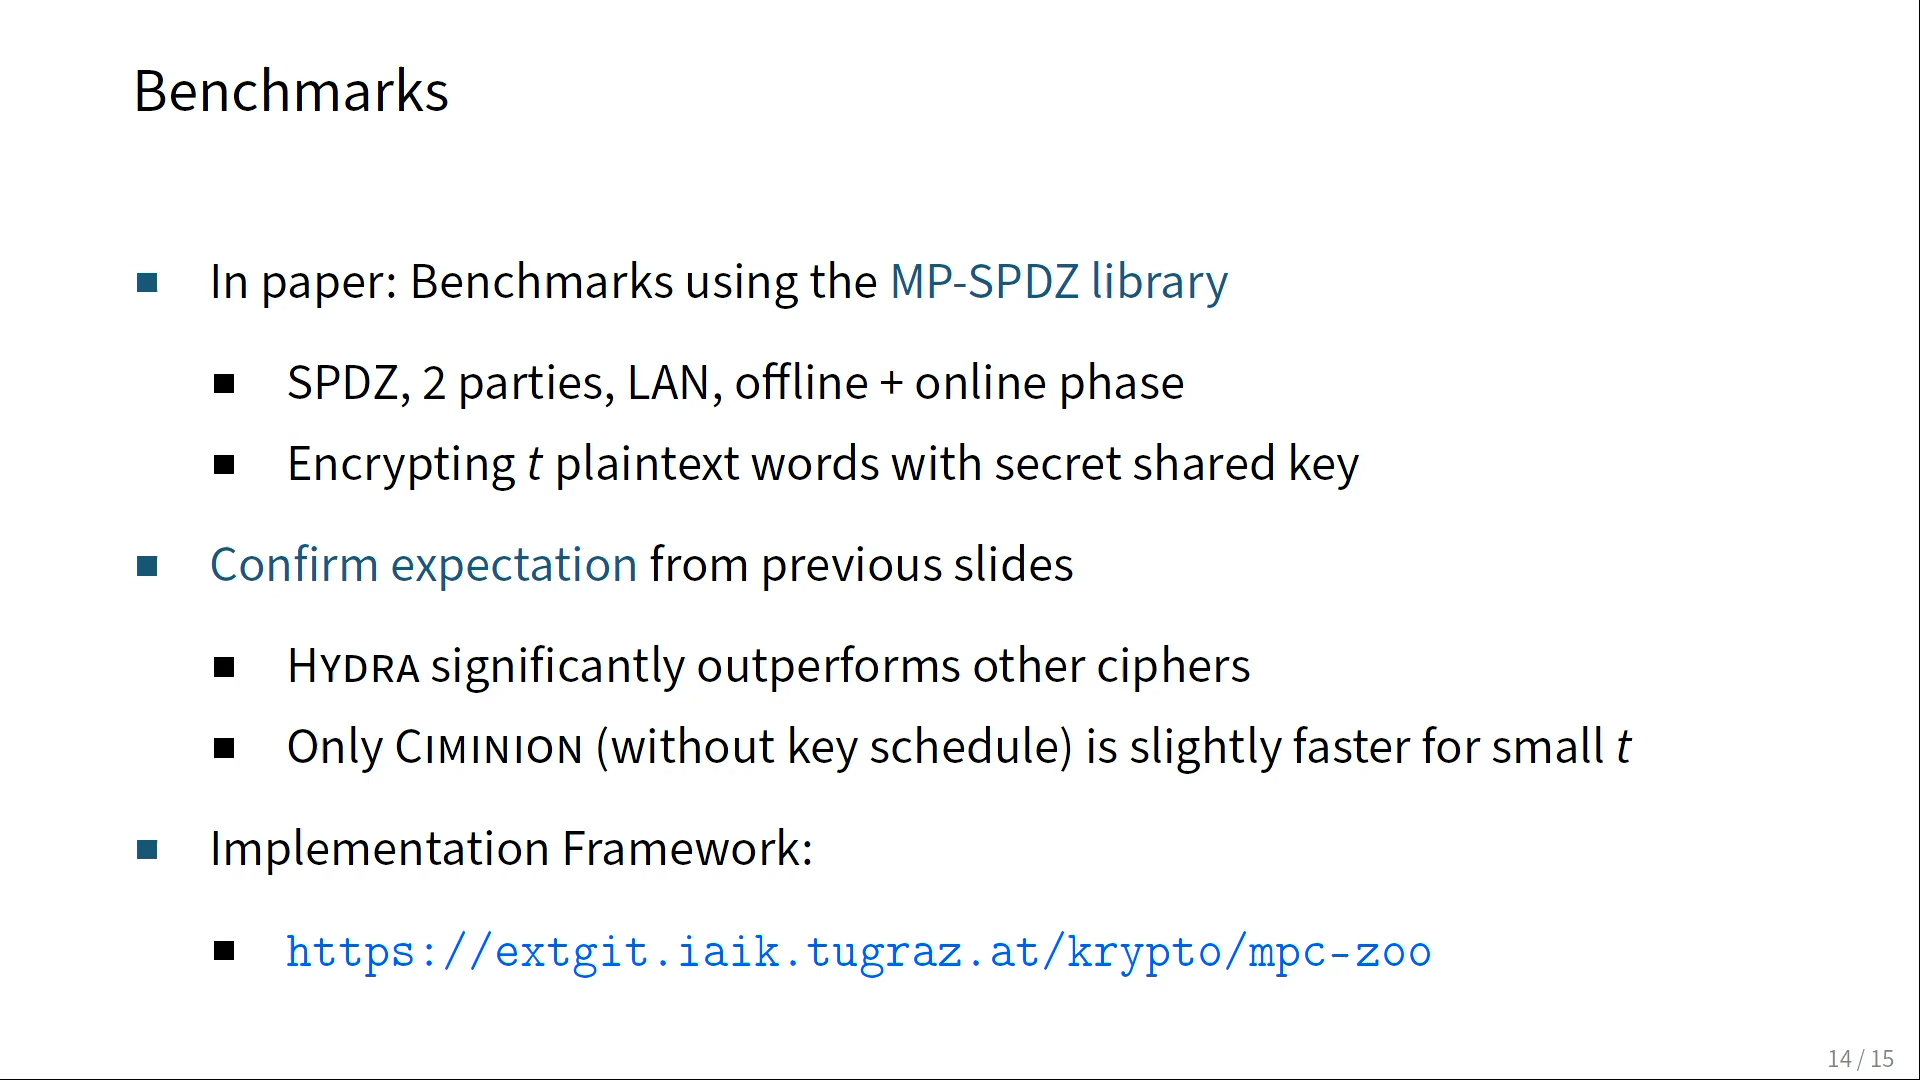 Benchmarks
In paper: Benchmarks using the MP-SPDZ library
SPDZ, 2 parties, LAN, offline + online phase
Encrypting t plaintext words with secret shared key
Confirm expectation from previous slides
HYDRA significantly outperforms other ciphers
Only CIMINION (without key schedule) is slightly faster for small t
Implementation Framework:
https://extgit.iaik.tugraz.at/krypto/mpc-zoo
14 / 15